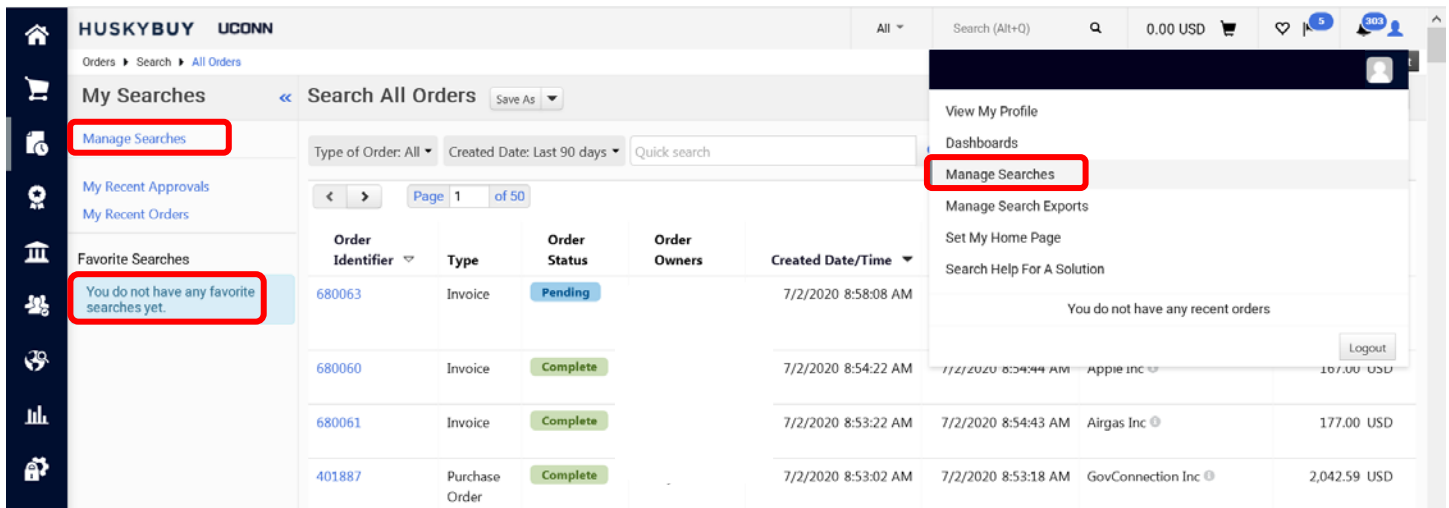 HUSKYBUY UCONN
All
Search (Alt+Q)
0.00 USD
5
303
Orders Search All Orders
My Searches
Manage Searches
My Recent Approvals
My Recent Orders
Favorite Searches
You do not have any favorite
searches yet.
Search All Orders
Save As
Type of Order: All
Created Date: Last 90 days
Quick search
Page 1 of 50
Order Identifier
Type
Order Status
Order Owners
Created Date/Time
680063 Invoice Pending 7/2/2020 8:58:08 AM
680060 Invoice Complete 7/2/2020 8:54:22 AM 7/2/2020 8:54:44 AM Apple Inc 167.00 USD
680061 Invoice Complete 7/2/2020 8:53:22 AM 7/2/2020 8:54:43 AM Airgas Inc 177.00 USD
401887 Purchase Order Complete 7/2/2020 8:53:02 AM 7/2/2020 8:53:18 AM GovConnection Inc 2,042.59 USD
View My Profile
Dashboards
Manage Searches
Manage Search Exports
Set My Home Page
Search Help For A Solution
You do not have any recent orders
Logout